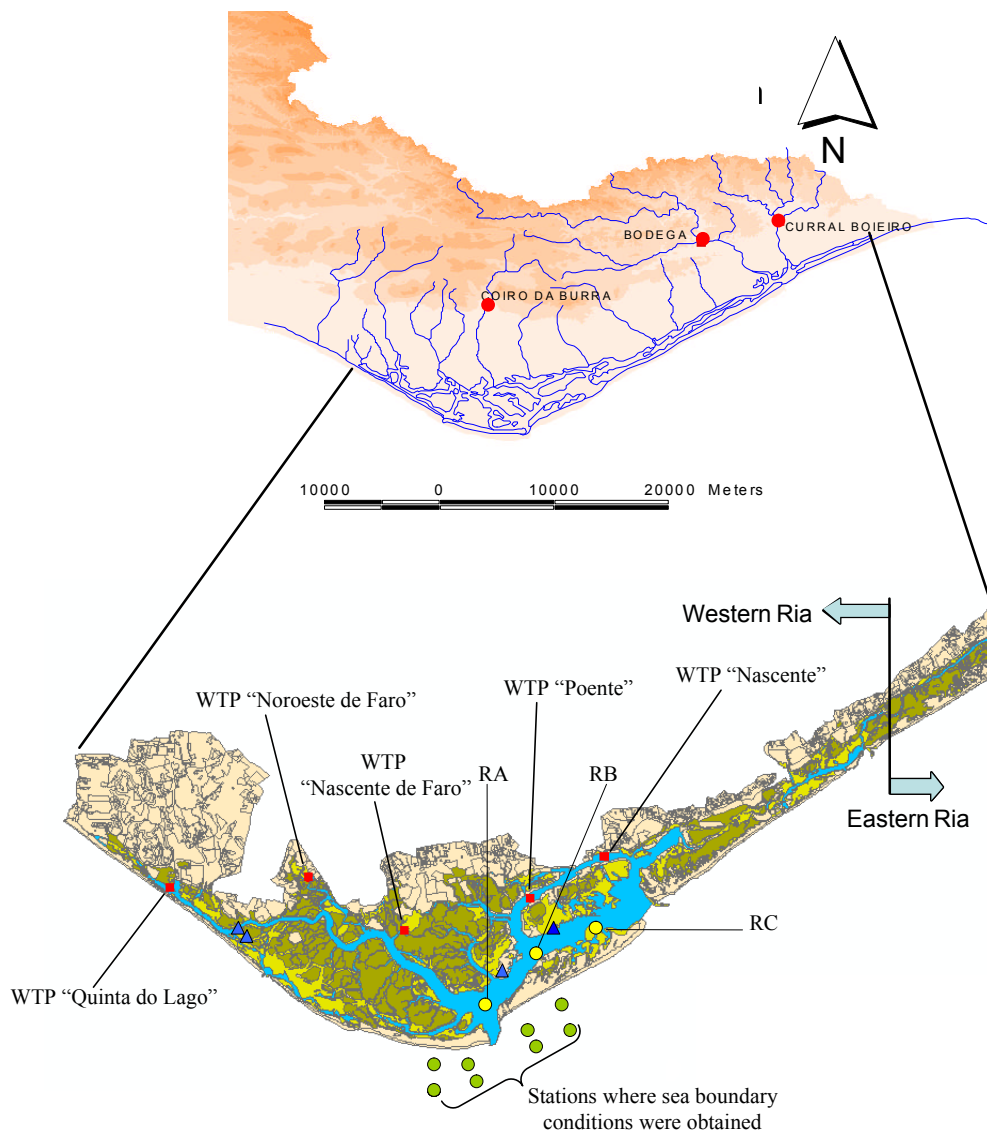 N
BODEGA
CURRAL BOIEIRO
COIRO DA BURRA
10000 0 10000 20000 Meters
Western Ria
WTP “Nascente”
WTP “Poente”
WTP “Noroeste de Faro”
WTP
“Nascente de Faro”
RA
RB
Eastern Ria
RC
WTP “Quinta do Lago”
Stations where sea boundary
conditions were obtained